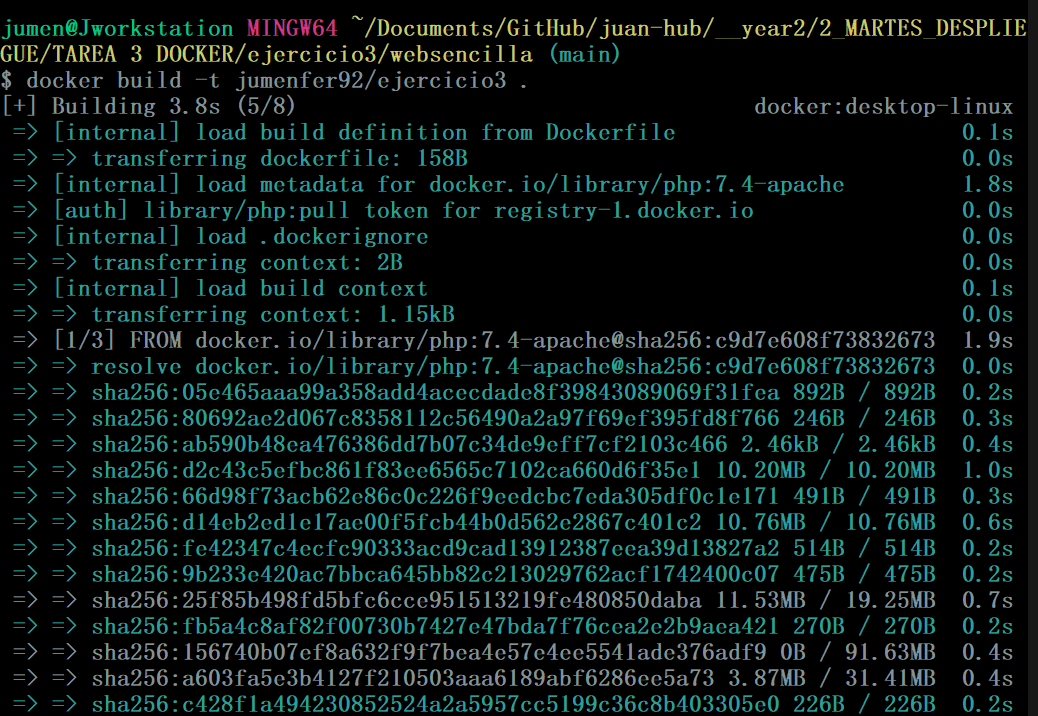 jumen@Jworkstation MINGW64 ~/Documents/GitHub/juan-hub/__year2/2_MARTES_DESPLIE
GUE/TAREA 3 DOCKER/ejercicio3/websencilla (main)
$ docker build -t jumenfer92/ejercicio3 .
[+] Building 3.8s (5/8) docker:desktop-linux
=> [internal] load build definition from Dockerfile 0.1s
=> => transferring dockerfile: 158B 0.0s
=> [internal] load metadata for docker.io/library/php:7.4-apache 1.8s
=> [auth] library/php:pull token for registry-1.docker.io 0.0s
=> [internal] load .dockerignore 0.0s
=> => transferring context: 2B 0.0s
=> [internal] load build context 0.1s
=> => transferring context: 1.15kB 0.0s
=> [1/3] FROM docker.io/library/php:7.4-apache@sha256:c9d7e608f73832673 1.9s
=> => resolve docker.io/library/php:7.4-apache@sha256:c9d7e608f73832673 0.0s
=> => sha256:05e465aaa99a358add4acecdade8f39843089069f31fea 892B / 892B 0.2s
=> => sha256:80692ae2d067c8358112c56490a2a97f69ef395fd8f766 246B / 246B 0.3s
=> => sha256:ab590b48ea476386dd7b07c34de9eff7cf2103c466 2.46kB / 2.46kB 0.4s
=> => sha256:d2c43c5efbc861f83ee6565c7102ca660d6f35e1 10.20MB / 10.20MB 1.0s
=> => sha256:66d98f73acb62e86c0c226f9eedcbc7eda305df0c1e171 491B / 491B 0.3s
=> => sha256:d14eb2ed1e17ae00f5fcb44b0d562e2867c401c2 10.76MB / 10.76MB 0.6s
=> => sha256:fe42347c4ecfc90333acd9cad13912387eea39d13827a2 514B / 514B 0.2s
=> => sha256:9b233e420ac7bbca645bb82c213029762acf1742400c07 475B / 475B 0.2s
=> => sha256:25f85b498fd5bfc6cce951513219fe480850daba 11.53MB / 19.25MB 0.7s
=> => sha256:fb5a4c8af82f00730b7427e47bda7f76cea2e2b9aea421 270B / 270B 0.2s
=> => sha256:156740b07ef8a632f9f7bea4e57e4ee5541ade376adf9 0B / 91.63MB 0.4s
=> => sha256:a603fa5e3b4127f210503aaa6189abf6286ee5a73 3.87MB / 31.41MB 0.4s
=> => sha256:c428f1a494230852524a2a5957cc5199c36c8b403305e0 226B / 226B 0.2s